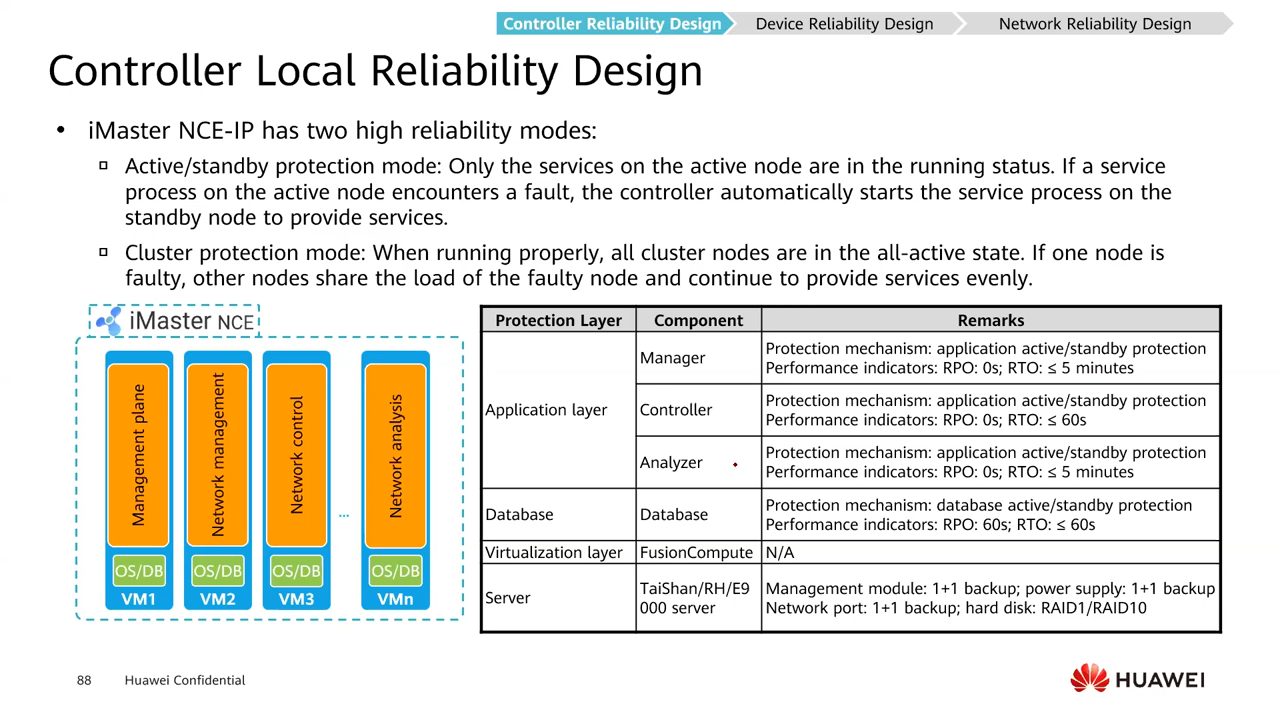 Controller Reliability Design
Device Reliability Design
Network Reliability Design
Controller Local Reliability Design
• iMaster NCE-IP has two high reliability modes:
Active/standby protection mode: Only the services on the active node are in the running status. If a service
process on the active node encounters a fault, the controller automatically starts the service process on the
standby node to provide services.
Cluster protection mode: When running properly, all cluster nodes are in the all-active state. If one node is
faulty, other nodes share the load of the faulty node and continue to provide services evenly.
iMaster NCE
Management plane
Network management
Network control
...
Network analysis
OS/DB
OS/DB
OS/DB
OS/DB
VM1
VM2
VM3
VMn
Protection Layer
Component
Remarks
Application layer
Manager
Protection mechanism: application active/standby protection
Performance indicators: RPO: 0s; RTO: ≤ 5 minutes
Controller
Protection mechanism: application active/standby protection
Performance indicators: RPO: 0s; RTO: ≤ 60s
Analyzer
Protection mechanism: application active/standby protection
Performance indicators: RPO: 0s; RTO: ≤ 5 minutes
Database
Database
Protection mechanism: database active/standby protection
Performance indicators: RPO: 60s; RTO: ≤ 60s
Virtualization layer
FusionCompute
N/A
Server
TaiShan/RH/E9
000 server
Management module: 1+1 backup; power supply: 1+1 backup
Network port: 1+1 backup; hard disk: RAID1/RAID10
88
Huawei Confidential
HUAWEI